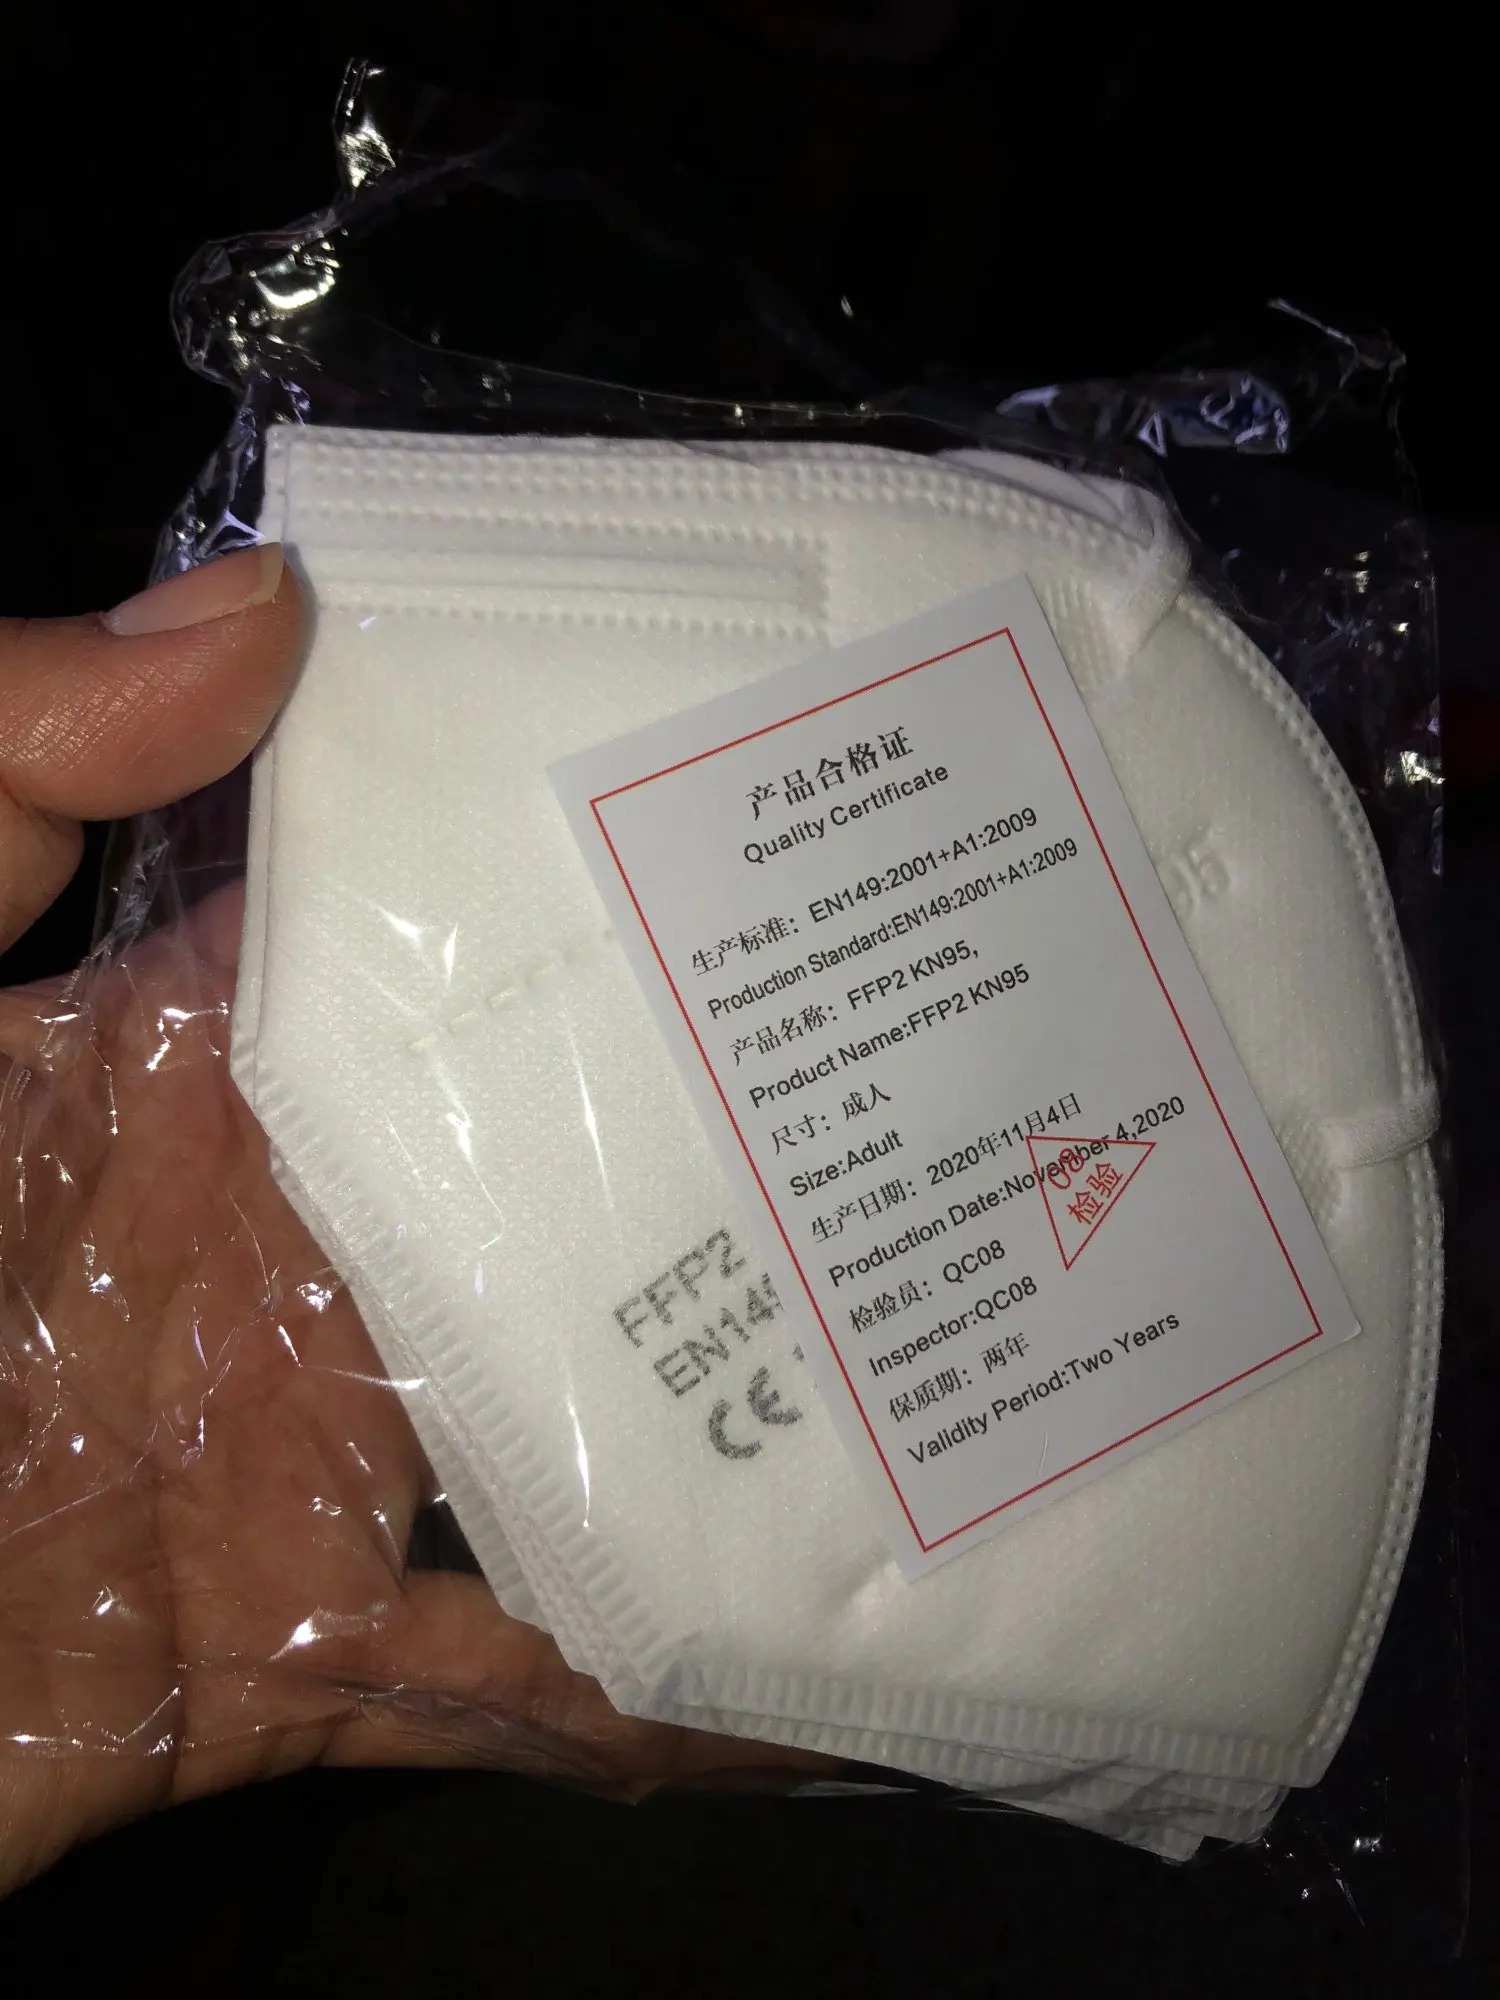 产品合格证
Quality Certificate
生产标准：EN149:2001+A1:2009
Production Standard:EN149:2001+A1:2009
产品名称：FFP2 KN95,
Product Name:FFP2 KN95
尺寸：成人
Size:Adult
生产日期：2020年11月4日
Production Date:November 4,2020
检验员：QC08
Inspector:QC08
保质期：两年
Validity Period:Two Years
08
检验
FFP2
EN149
CE